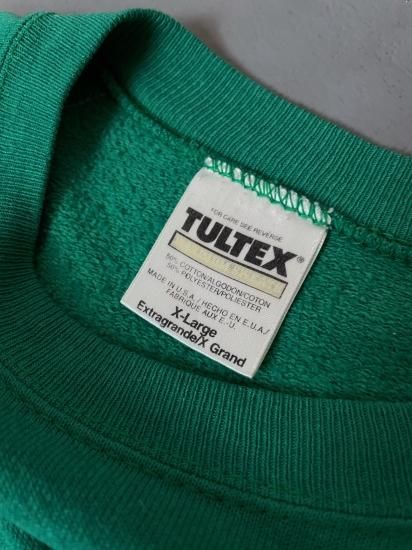 FOR CARE SEE REVERSE
TULTEX®
50% COTTON/ALGODON/COTON
50% POLYESTER/POLIESTER
MADE IN U.S.A./HECHO EN E.U.A./
FABRIQUE AUX E.-U.
X-Large
Extragrande/X Grand